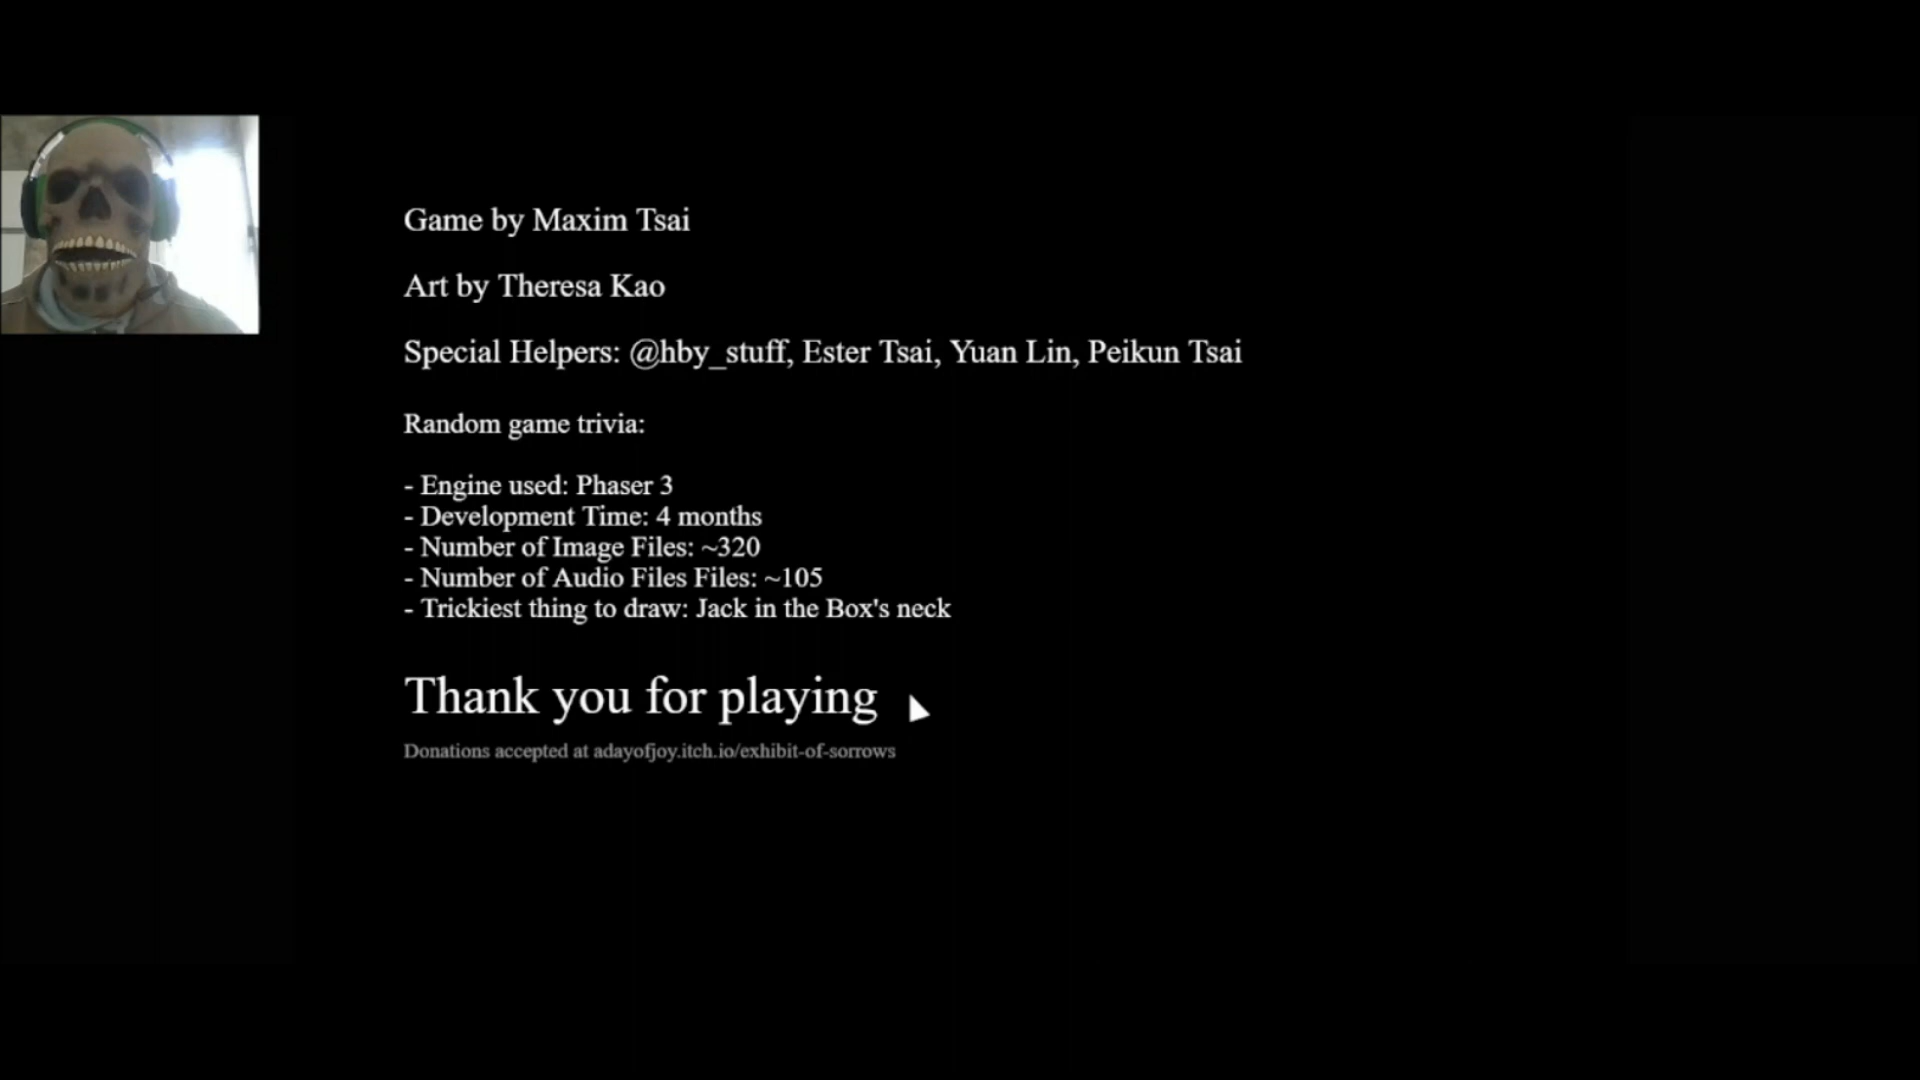 Game by Maxim Tsai
Art by Theresa Kao
Special Helpers: @hby_stuff, Ester Tsai, Yuan Lin, Peikun Tsai
Random game trivia:
- Engine used: Phaser 3
- Development Time: 4 months
- Number of Image Files: ~320
- Number of Audio Files Files: ~105
- Trickiest thing to draw: Jack in the Box's neck
Thank you for playing
Donations accepted at adayofjoy.itch.io/exhibit-of-sorrows